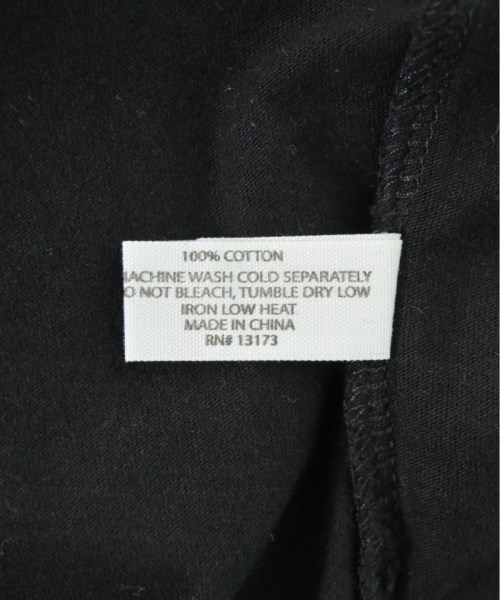 100% COTTON
MACHINE WASH COLD SEPARATELY
DO NOT BLEACH, TUMBLE DRY LOW
IRON LOW HEAT
MADE IN CHINA
RN# 13173